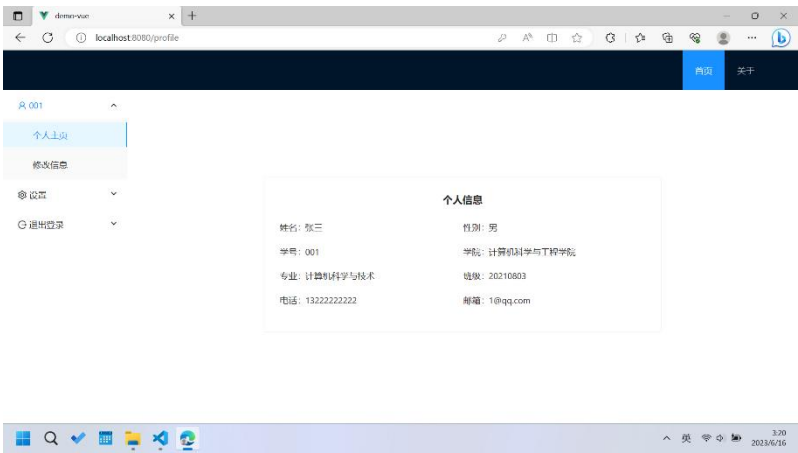 demo-vue
localhost:8080/profile
首页 关于
001
个人主页
修改信息
设置
退出登录
个人信息
姓名：张三 性别：男
学号：001 学院：计算机科学与工程学院
专业：计算机科学与技术 班级：20210803
电话：13222222222 邮箱：1@qq.com
英 3:20
2023/6/16